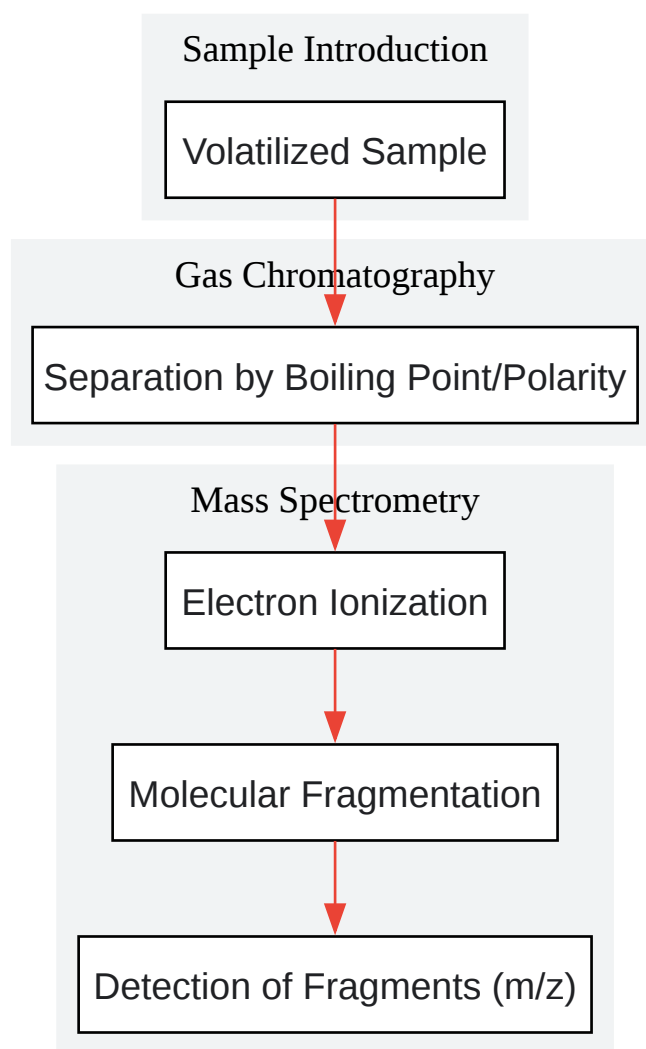 Sample Introduction
Volatilized Sample
Gas Chromatography
Separation by Boiling Point/Polarity
Mass Spectrometry
Electron Ionization
Molecular Fragmentation
Detection of Fragments (m/z)